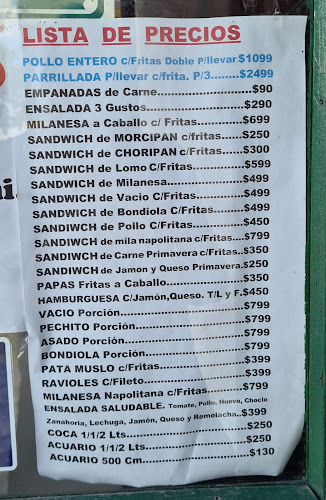 LISTA DE PRECIOS
POLLO ENTERO c/Fritas Doble P/llevar.$1099
PARRILLADA P/llevar c/frita. P/3.........$2499
EMPANADAS de Carne........................$90
ENSALADA 3 Gustos........................$290
MILANESA a Caballo c/ Fritas............$699
SANDWICH de MORCIPAN c/fritas......$250
SANDWICH de CHORIPAN c/Fritas......$300
SANDWICH de Lomo C/Fritas.............$599
SANDWICH de Milanesa....................$499
SANDWICH de Vacio C/Fritas.............$499
SANDWICH de Bondiola C/Fritas.......$499
SANDWICH de Pollo C/Fritas............$450
SANDIWCH de mila napolitana c/Fritas...$799
SANDIWCH de Carne Primavera c/Fritas..$350
SANDIWCH de Jamon y Queso Primavera.$250
PAPAS Fritas a Caballo....................$350
HAMBURGUESA C/Jamón,Queso. T/L y F.$450
VACIO Porción................................$799
PECHITO Porción............................$799
ASADO Porción..............................$799
BONDIOLA Porción.........................$799
PATA MUSLO c/Fritas.....................$399
RAVIOLES C/Fileto..........................$399
MILANESA Napolitana c/Fritas.........$799
ENSALADA SALUDABLE. Tomate, Pollo, Huevo, Choclo
Zanahoria, Lechuga, Jamón, Queso y Remolacha..$399
COCA 1/1/2 Lts...............................$250
ACUARIO 1/1/2 Lts..........................$250
ACUARIO 500 Cm...........................$130